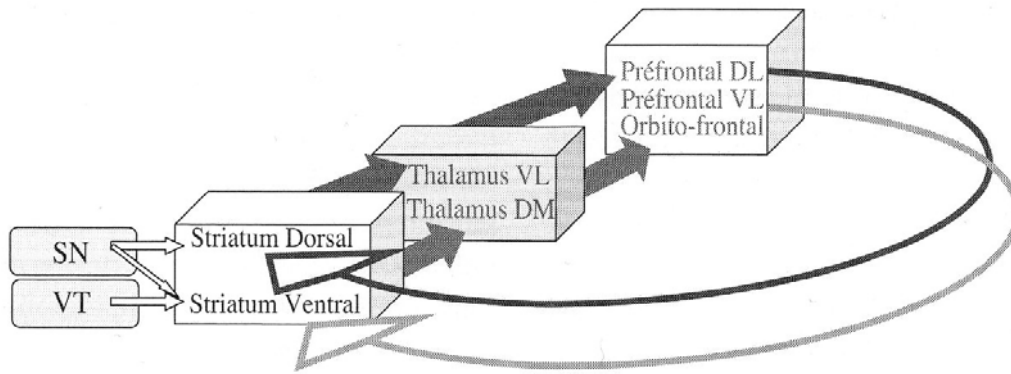 Préfrontal DL
Préfrontal VL
Orbito-frontal
Thalamus VL
Thalamus DM
Striatum Dorsal
Striatum Ventral
SN
VT